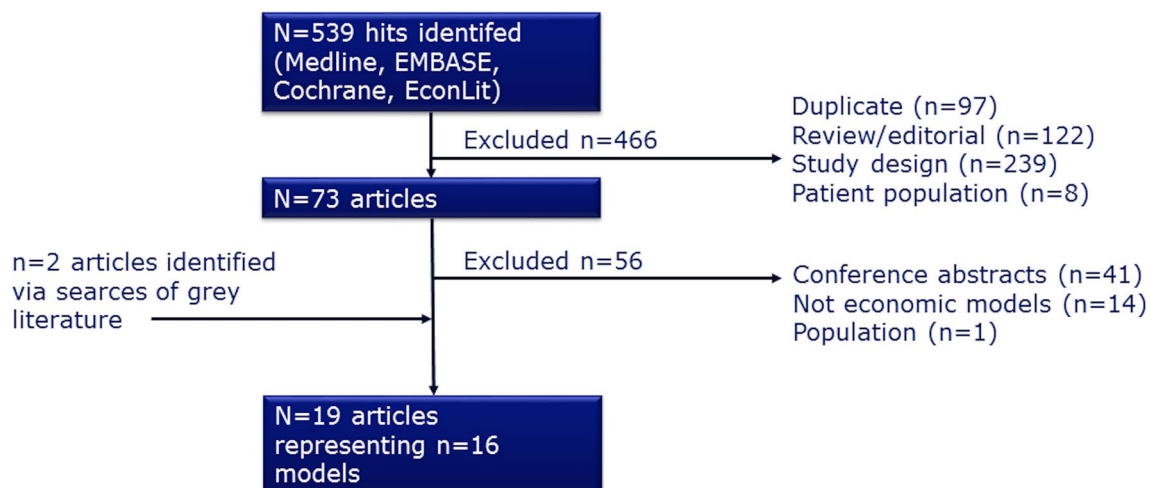 N=539 hits identifed
(Medline, EMBASE,
Cochrane, EconLit)
Excluded n=466
Duplicate (n=97)
Review/editorial (n=122)
Study design (n=239)
Patient population (n=8)
N=73 articles
n=2 articles identified
via searces of grey
literature
Excluded n=56
Conference abstracts (n=41)
Not economic models (n=14)
Population (n=1)
N=19 articles
representing n=16
models